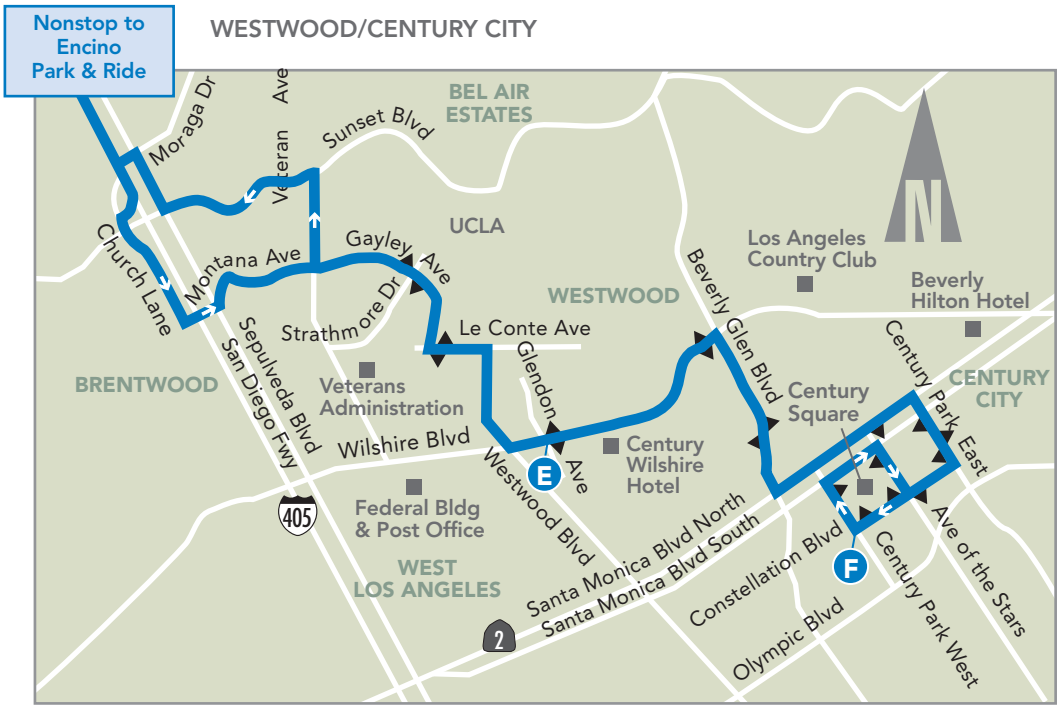 Nonstop to
Encino
Park & Ride
WESTWOOD/CENTURY CITY
Moraga Dr
Veteran Ave
Sunset Blvd
BEL AIR
ESTATES
N
UCLA
Church Lane
Montana Ave
Gayley Ave
Los Angeles
Country Club
Beverly
Hilton Hotel
WESTWOOD
Beverly Glen Blvd
Strathmore Dr
Le Conte Ave
Glendon Ave
Sepulveda Blvd
San Diego Fwy
BRENTWOOD
Veterans
Administration
Century
Square
Century Park East
CENTURY
CITY
Wilshire Blvd
Century
Wilshire
Hotel
E
Westwood Blvd
405
Federal Bldg
& Post Office
WEST
LOS ANGELES
Santa Monica Blvd North
Santa Monica Blvd South
Constellation Blvd
F
Century Park West
Ave of the Stars
Olympic Blvd
2